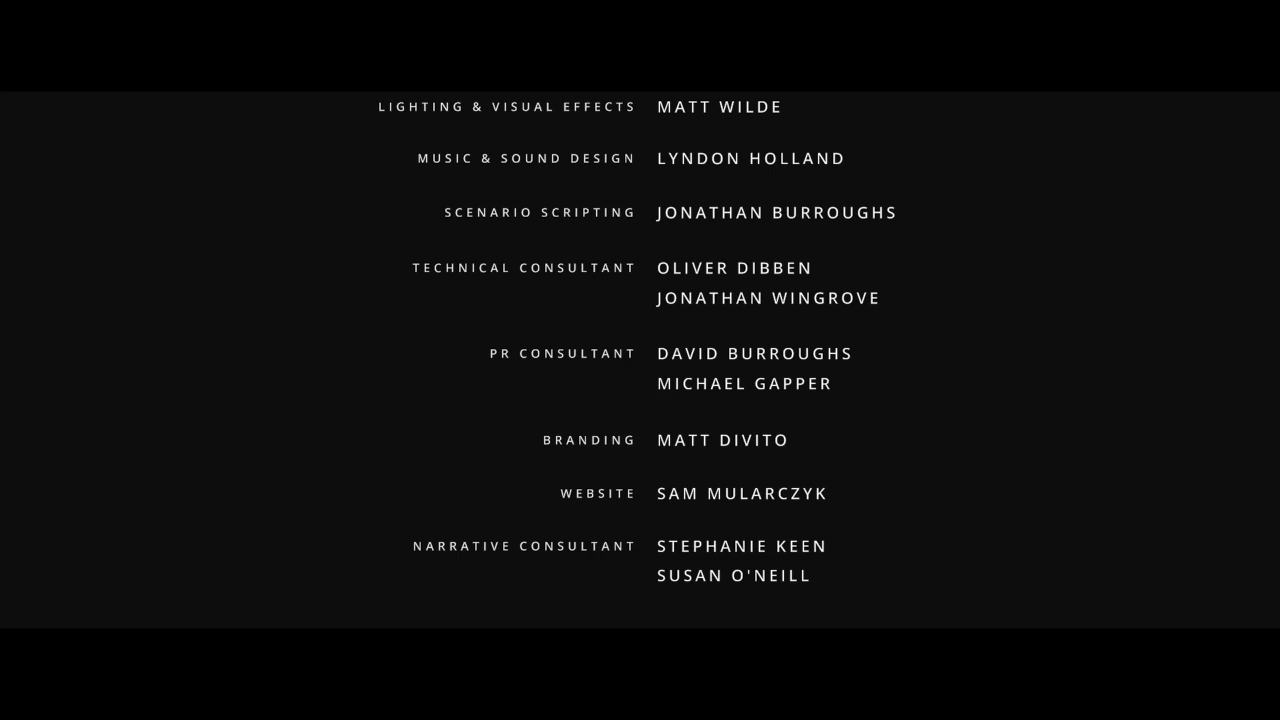 LIGHTING & VISUAL EFFECTS MATT WILDE
MUSIC & SOUND DESIGN LYNDON HOLLAND
SCENARIO SCRIPTING JONATHAN BURROUGHS
TECHNICAL CONSULTANT OLIVER DIBBEN
JONATHAN WINGROVE
PR CONSULTANT DAVID BURROUGHS
MICHAEL GAPPER
BRANDING MATT DIVITO
WEBSITE SAM MULARCZYK
NARRATIVE CONSULTANT STEPHANIE KEEN
SUSAN O'NEILL